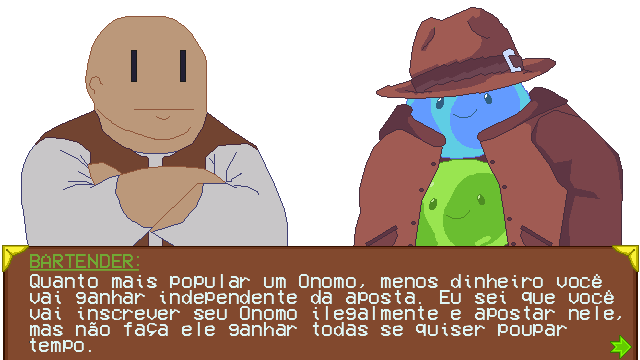 BARTENDER:
Quanto mais popular um Onomo, menos dinheiro você
vai ganhar independente da aposta. Eu sei que você
vai inscrever seu Onomo ilegalmente e apostar nele,
mas não faça ele ganhar todas se quiser poupar
tempo.